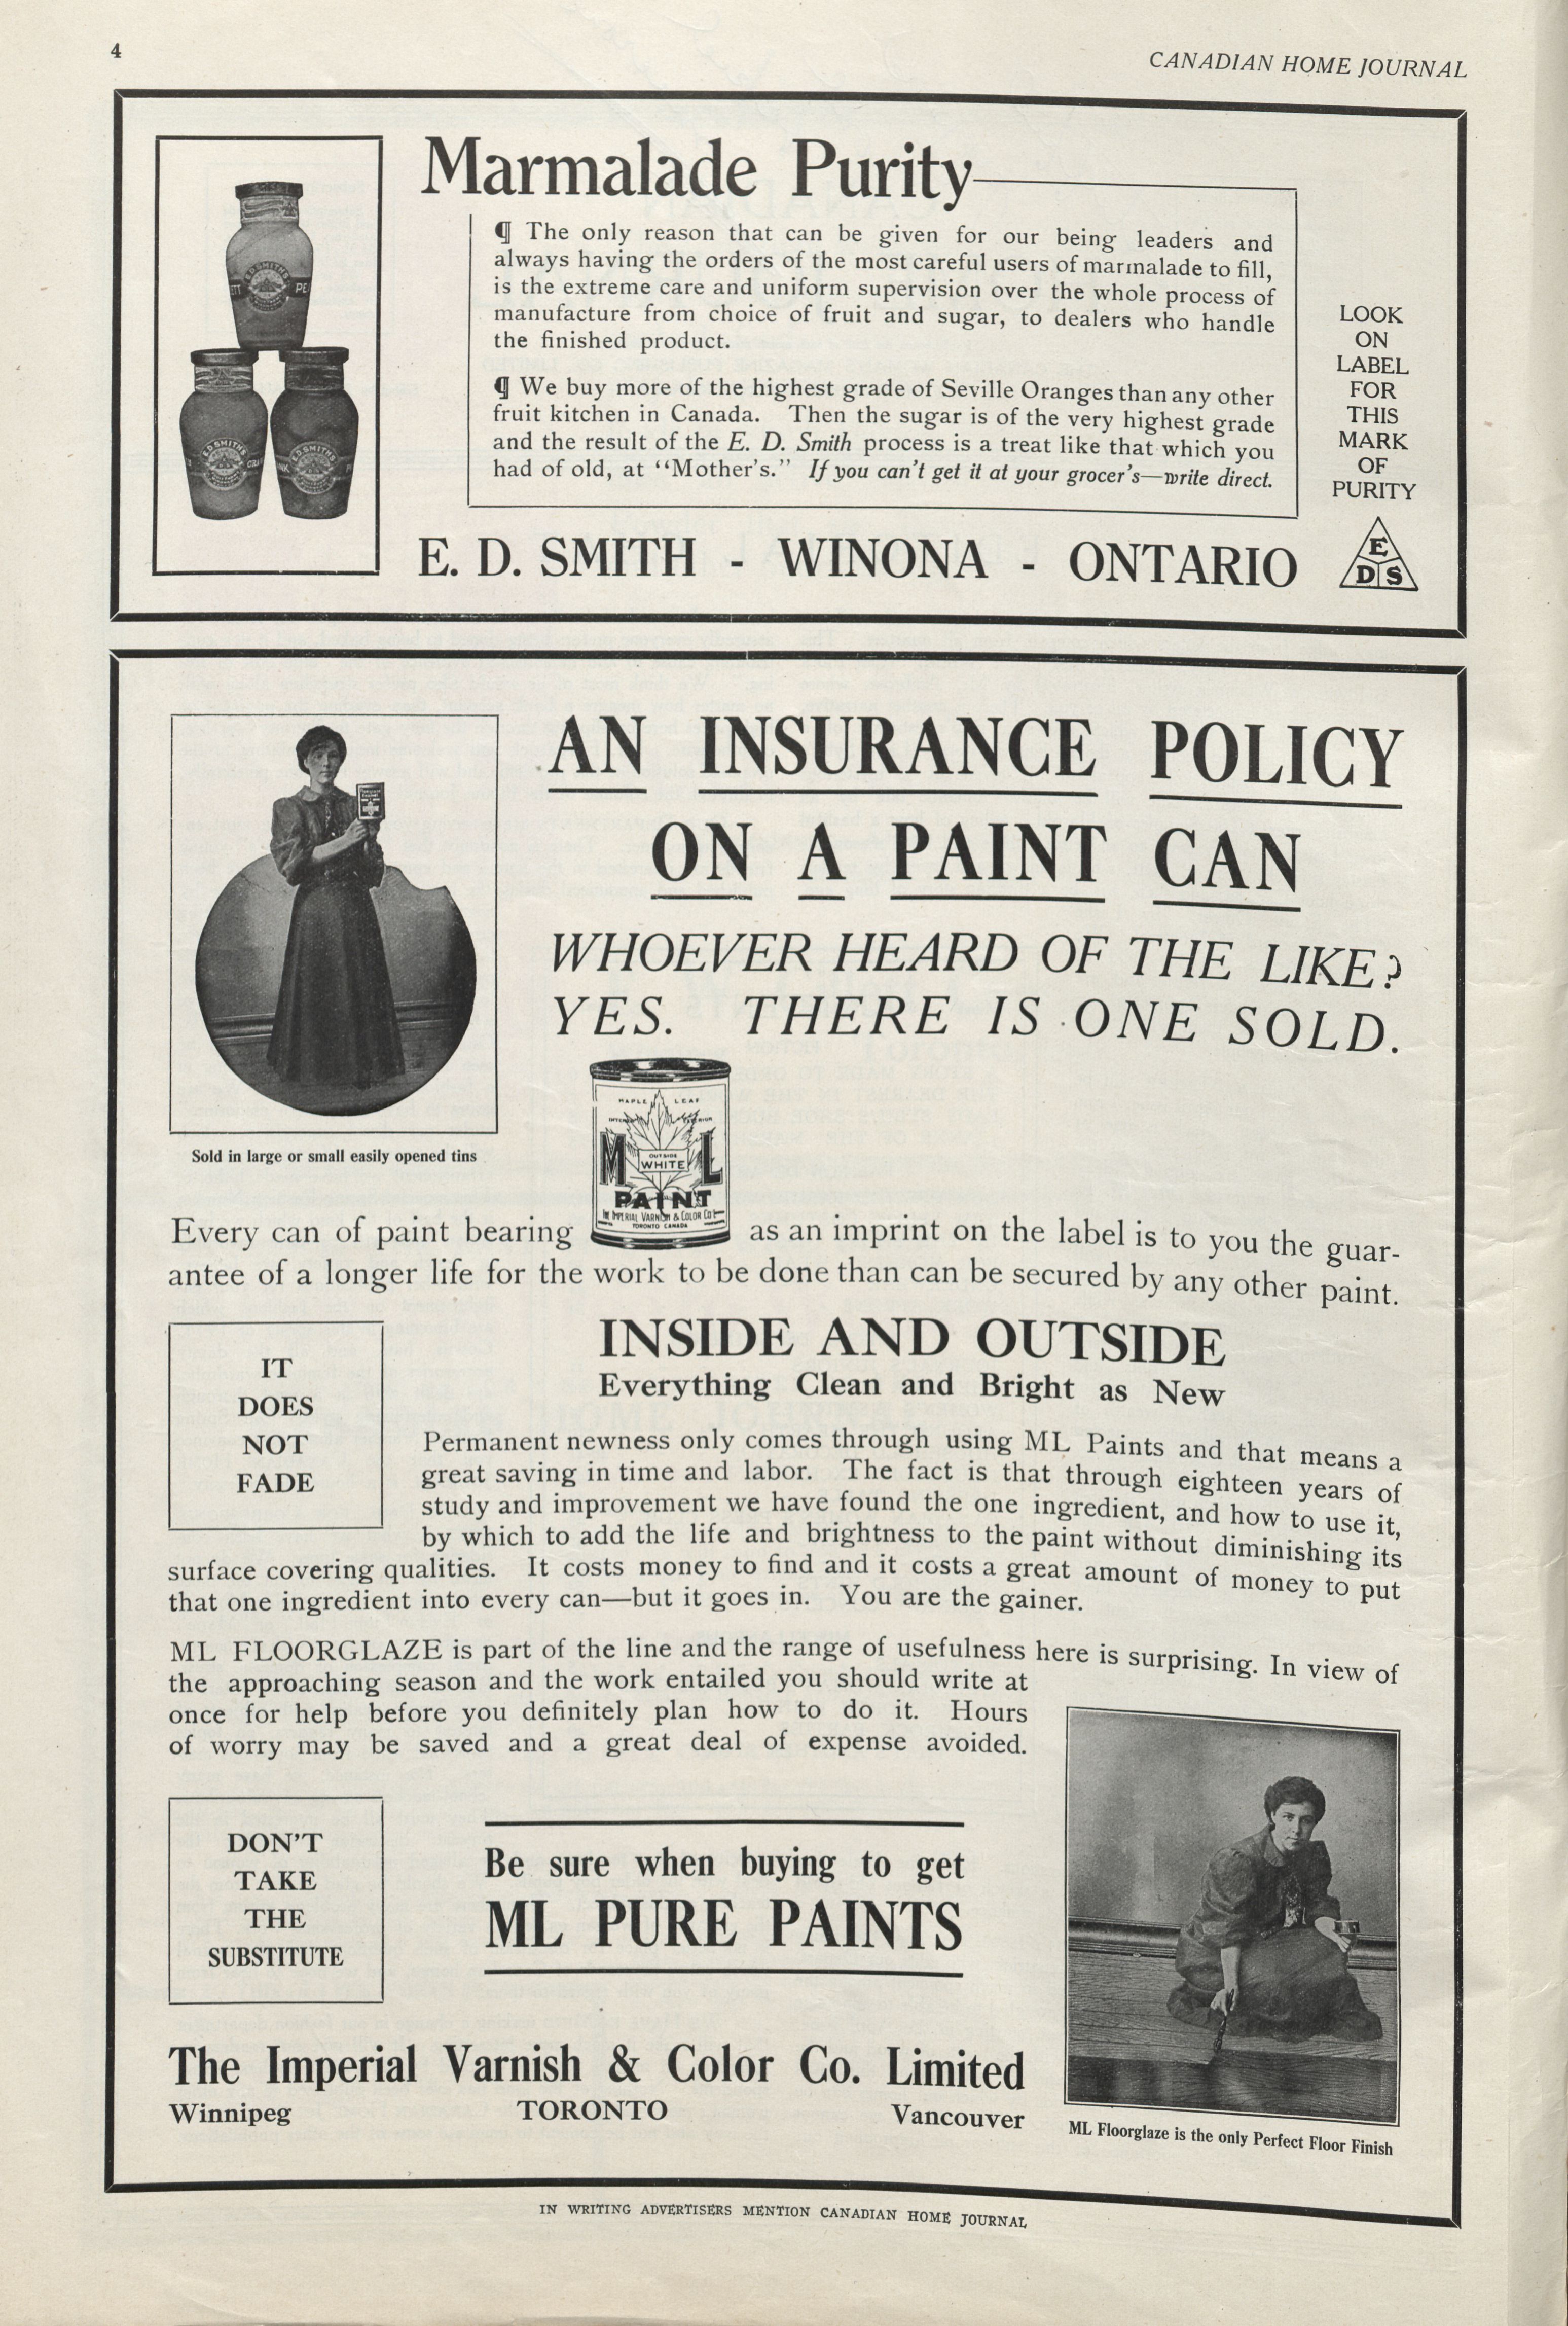 4
CANADIAN HOME JOURNAL
Marmalade Purity
¶ The only reason that can be given for our being leaders and
always having the orders of the most careful users of marmalade to fill,
is the extreme care and uniform supervision over the whole process of
manufacture from choice of fruit and sugar, to dealers who handle
the finished product.
¶ We buy more of the highest grade of Seville Oranges than any other
fruit kitchen in Canada. Then the sugar is of the very highest grade
and the result of the E. D. Smith process is a treat like that which you
had of old, at “Mother's.” If you can't get it at your grocer's—write direct.
LOOK
ON
LABEL
FOR
THIS
MARK
OF
PURITY
E
D S
E. D. SMITH - WINONA - ONTARIO
E.D. SMITH'S
E.D. SMITH'S
E.D. SMITH'S
AN INSURANCE POLICY
ON A PAINT CAN
WHOEVER HEARD OF THE LIKE?
YES. THERE IS ONE SOLD.
Sold in large or small easily opened tins
MAPLE LEAF
M L
OUTSIDE
WHITE
PAINT
THE IMPERIAL VARNISH & COLOR CO
TORONTO CANADA
Every can of paint bearing as an imprint on the label is to you the guar-
antee of a longer life for the work to be done than can be secured by any other paint.
IT
DOES
NOT
FADE
INSIDE AND OUTSIDE
Everything Clean and Bright as New
Permanent newness only comes through using ML Paints and that means a
great saving in time and labor. The fact is that through eighteen years of
study and improvement we have found the one ingredient, and how to use it,
by which to add the life and brightness to the paint without diminishing its
surface covering qualities. It costs money to find and it costs a great amount of money to put
that one ingredient into every can—but it goes in. You are the gainer.
ML FLOORGLAZE is part of the line and the range of usefulness here is surprising. In view of
the approaching season and the work entailed you should write at
once for help before you definitely plan how to do it. Hours
of worry may be saved and a great deal of expense avoided.
DON'T
TAKE
THE
SUBSTITUTE
Be sure when buying to get
ML PURE PAINTS
The Imperial Varnish & Color Co. Limited
Winnipeg TORONTO Vancouver
ML Floorglaze is the only Perfect Floor Finish
IN WRITING ADVERTISERS MENTION CANADIAN HOME JOURNAL